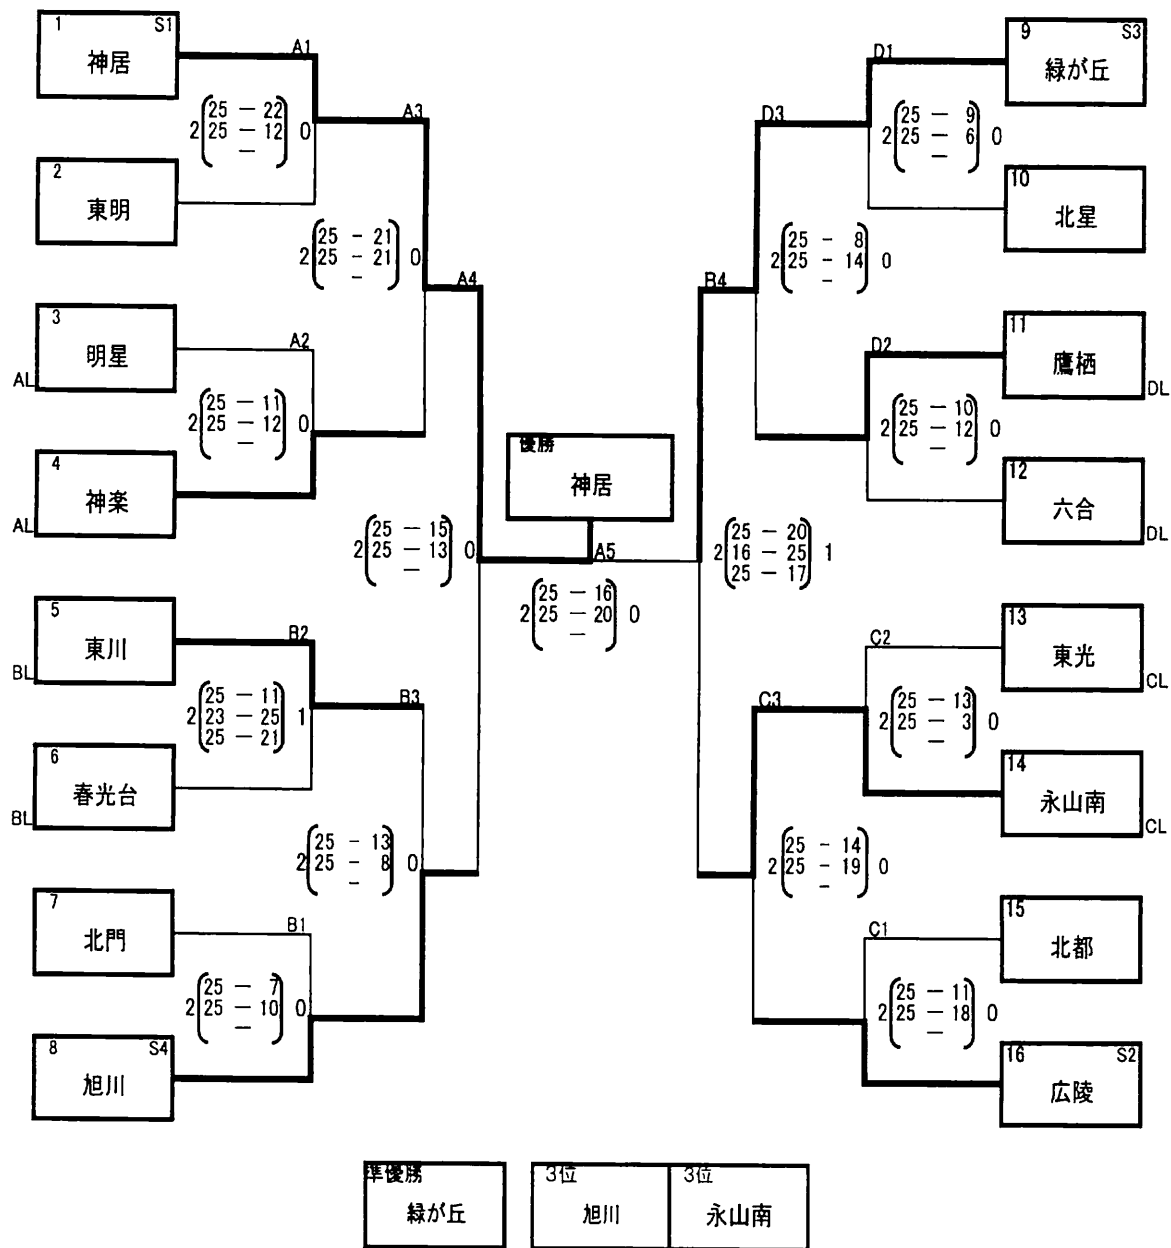 1 S1
神居
A1
2 25 － 22 0
25 － 12
－
2
東明
A3
2 25 － 21 0
25 － 21
－
3
明星
AL
A2
2 25 － 11 0
25 － 12
－
4
神楽
AL
A4
2 25 － 15 0
25 － 13
－
5
東川
BL
B2
25 － 11
2 23 － 25 1
25 － 21
6
春光台
BL
B3
2 25 － 13 0
25 － 8
－
7
北門
B1
2 25 － 7 0
25 － 10
－
8 S4
旭川
優勝
神居
A5
2 25 － 16 0
25 － 20
－
9 S3
緑が丘
D1
2 25 － 9 0
25 － 6
－
10
北星
D3
2 25 － 8 0
25 － 14
－
11
鷹栖
DL
D2
2 25 － 10 0
25 － 12
－
12
六合
DL
B4
25 － 20
2 16 － 25 1
25 － 17
13
東光
CL
C2
2 25 － 13 0
25 － 3
－
14
永山南
CL
C3
2 25 － 14 0
25 － 19
－
15
北都
C1
2 25 － 11 0
25 － 18
－
16 S2
広陵
準優勝
緑が丘
3位
旭川
3位
永山南